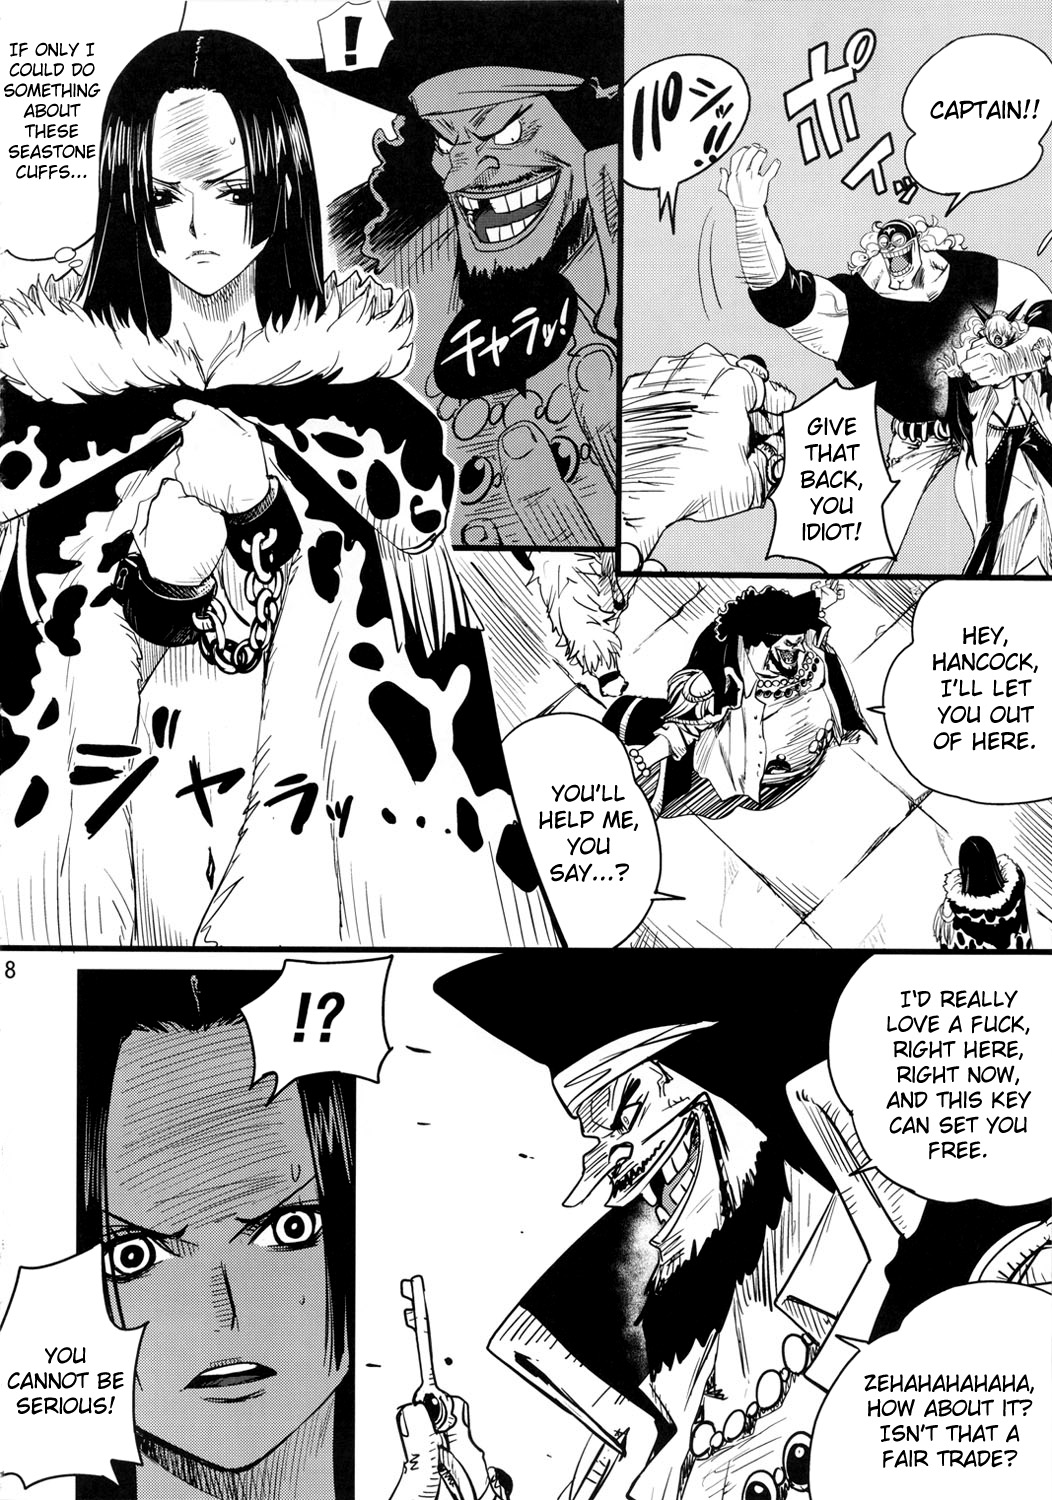 CAPTAIN!!
ポイッ
パシッ!!
GIVE
THAT
BACK,
YOU
IDIOT!
!
チャラッ!
IF ONLY I
COULD DO
SOMETHING
ABOUT
THESE
SEASTONE
CUFFS...
ジャラッ...
HEY,
HANCOCK,
I'LL LET
YOU OUT
OF HERE.
YOU'LL
HELP ME,
YOU
SAY...?
I'D REALLY
LOVE A FUCK,
RIGHT HERE,
RIGHT NOW,
AND THIS KEY
CAN SET YOU
FREE.
ZEHAHAHAHAHA,
HOW ABOUT IT?
ISN'T THAT A
FAIR TRADE?
!?
YOU
CANNOT BE
SERIOUS!
8